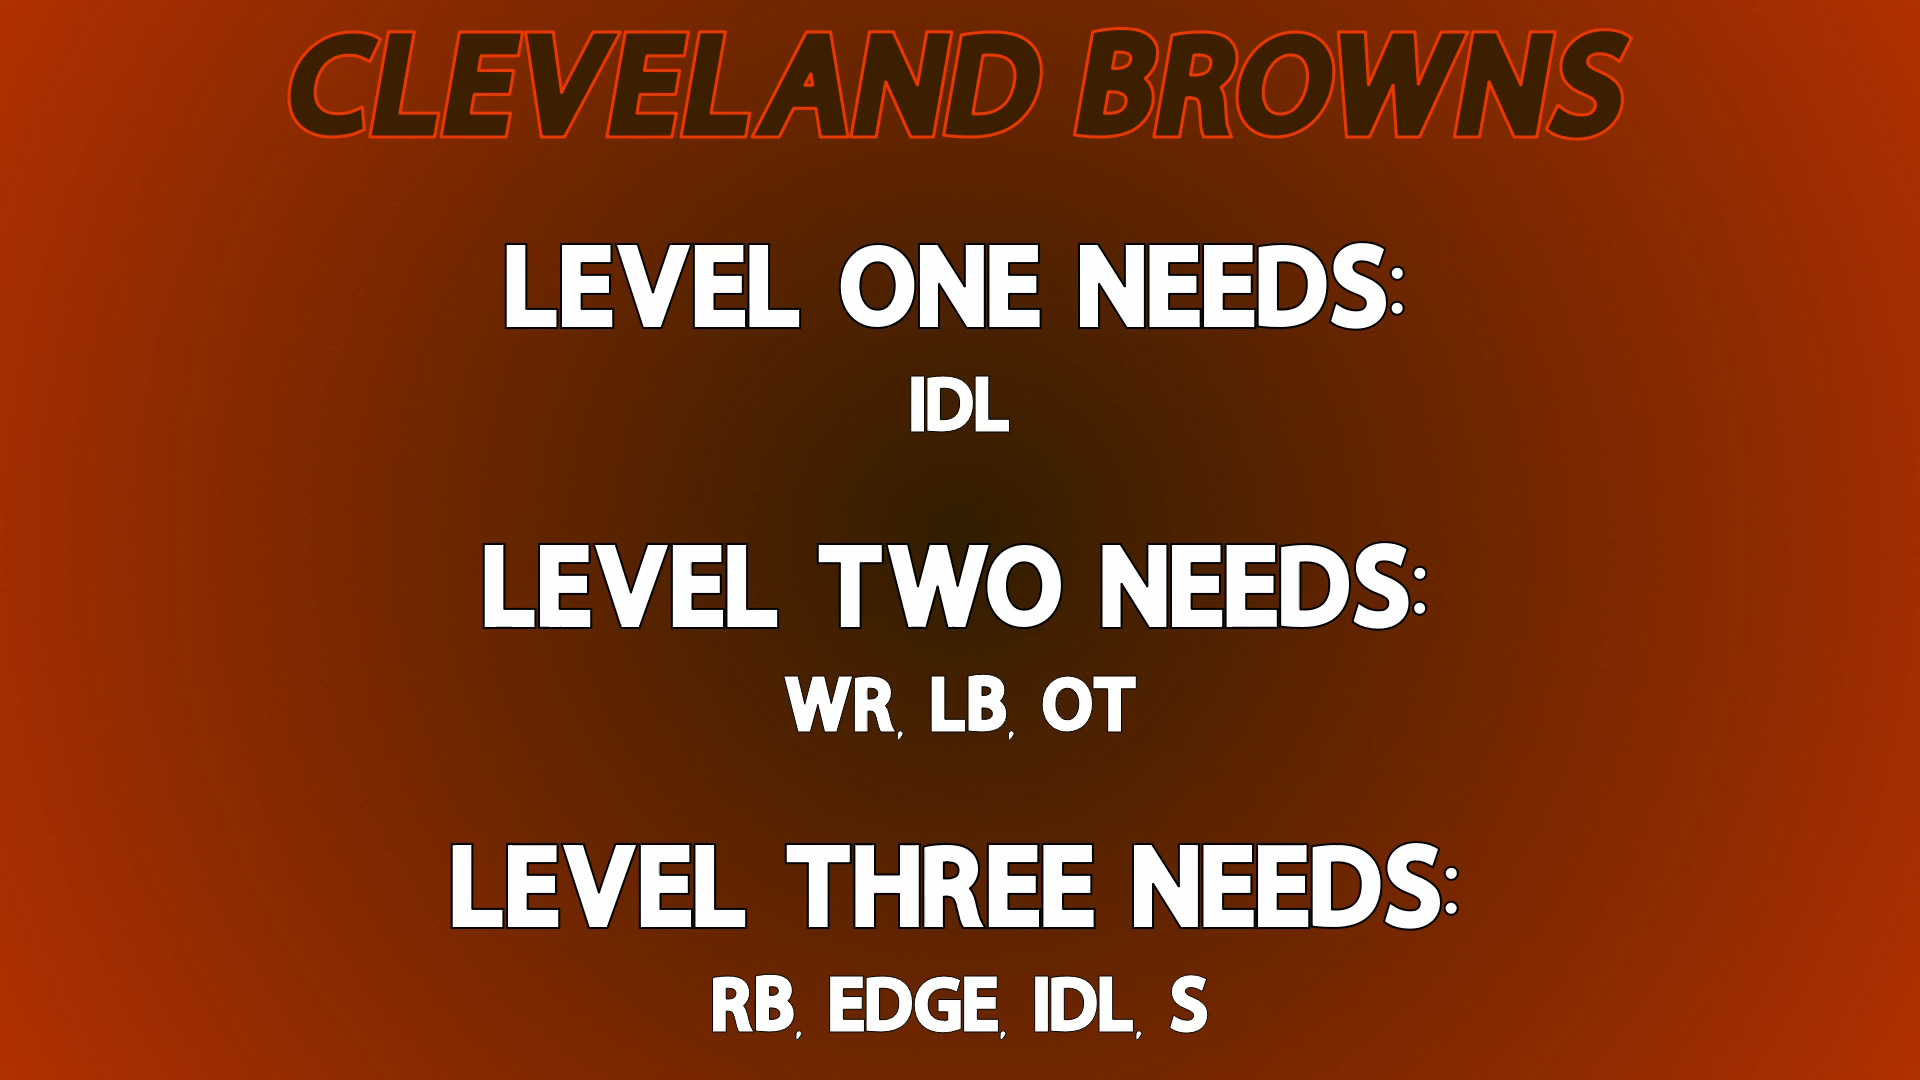 CLEVELAND BROWNS
LEVEL ONE NEEDS:
IDL
LEVEL TWO NEEDS:
WR, LB, OT
LEVEL THREE NEEDS:
RB, EDGE, IDL, S